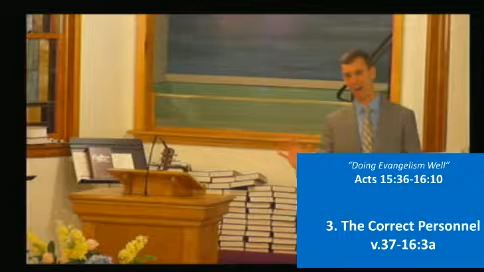 "Doing Evangelism Well"
Acts 15:36-16:10
3. The Correct Personnel
v.37-16:3a